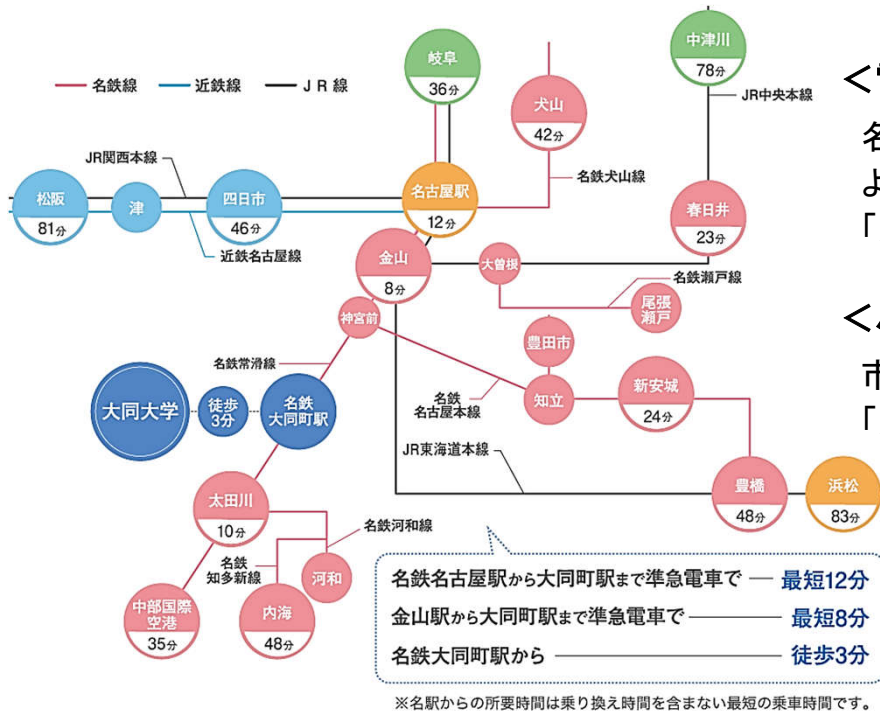 名鉄線 近鉄線 JR線
岐阜
36分
中津川
78分
JR中央本線
犬山
42分
名鉄犬山線
JR関西本線
松阪
81分
津
四日市
46分
近鉄名古屋線
名古屋駅
12分
春日井
23分
金山
8分
大曽根
名鉄瀬戸線
尾張
瀬戸
神宮前
豊田市
名鉄常滑線
名鉄
名古屋本線
知立
新安城
24分
大同大学
徒歩
3分
名鉄
大同町駅
JR東海道本線
豊橋
48分
浜松
83分
太田川
10分
名鉄河和線
名鉄
知多新線
河和
中部国際
空港
35分
内海
48分
名鉄名古屋駅から大同町駅まで準急電車で 最短12分
金山駅から大同町駅まで準急電車で 最短8分
名鉄大同町駅から 徒歩3分
※名駅からの所要時間は乗り換え時間を含まない最短の乗車時間です。
<
名
よ
「
<
市
「